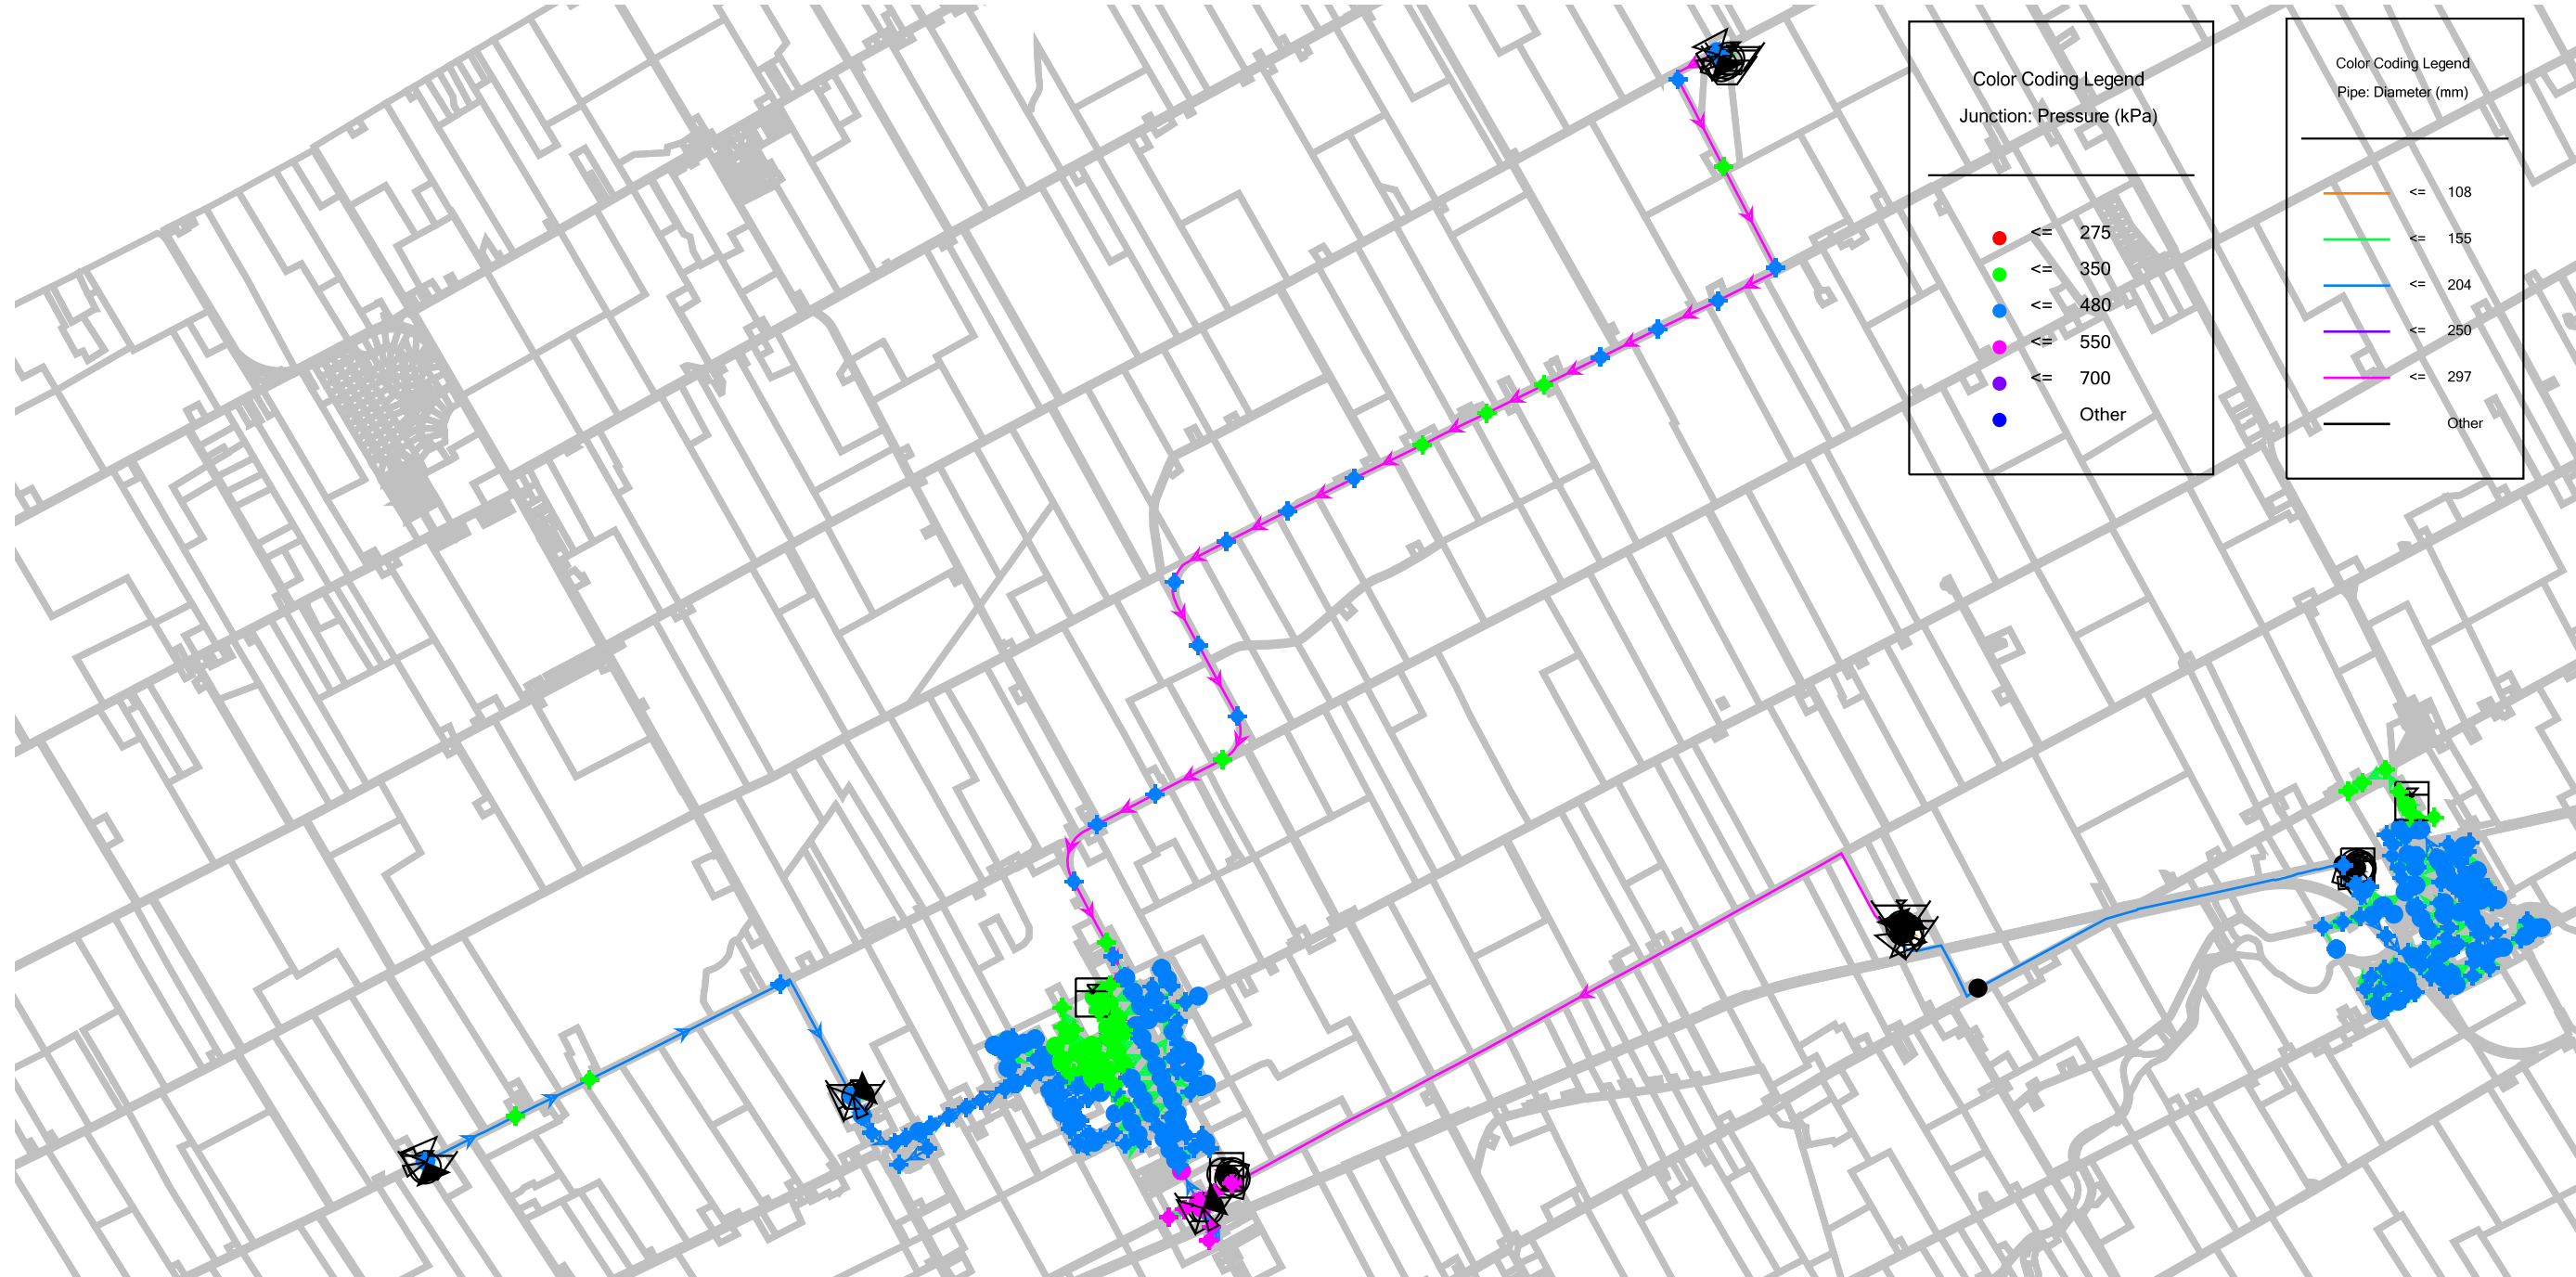 Color Coding Legend
Junction: Pressure (kPa)
<= 275
<= 350
<= 480
<= 550
<= 700
Other
Color Coding Legend
Pipe: Diameter (mm)
<= 108
<= 155
<= 204
<= 250
<= 297
Other